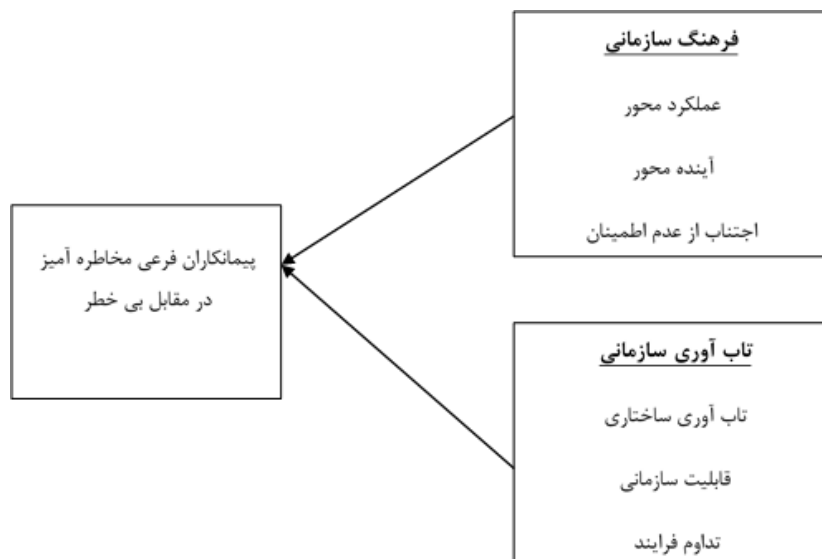 فرهنگ سازمانی
عملکرد محور
آینده محور
اجتناب از عدم اطمینان
پیمانکاران فرعی مخاطره آمیز
در مقابل بی خطر
تاب آوری سازمانی
تاب آوری ساختاری
قابلیت سازمانی
تداوم فرایند